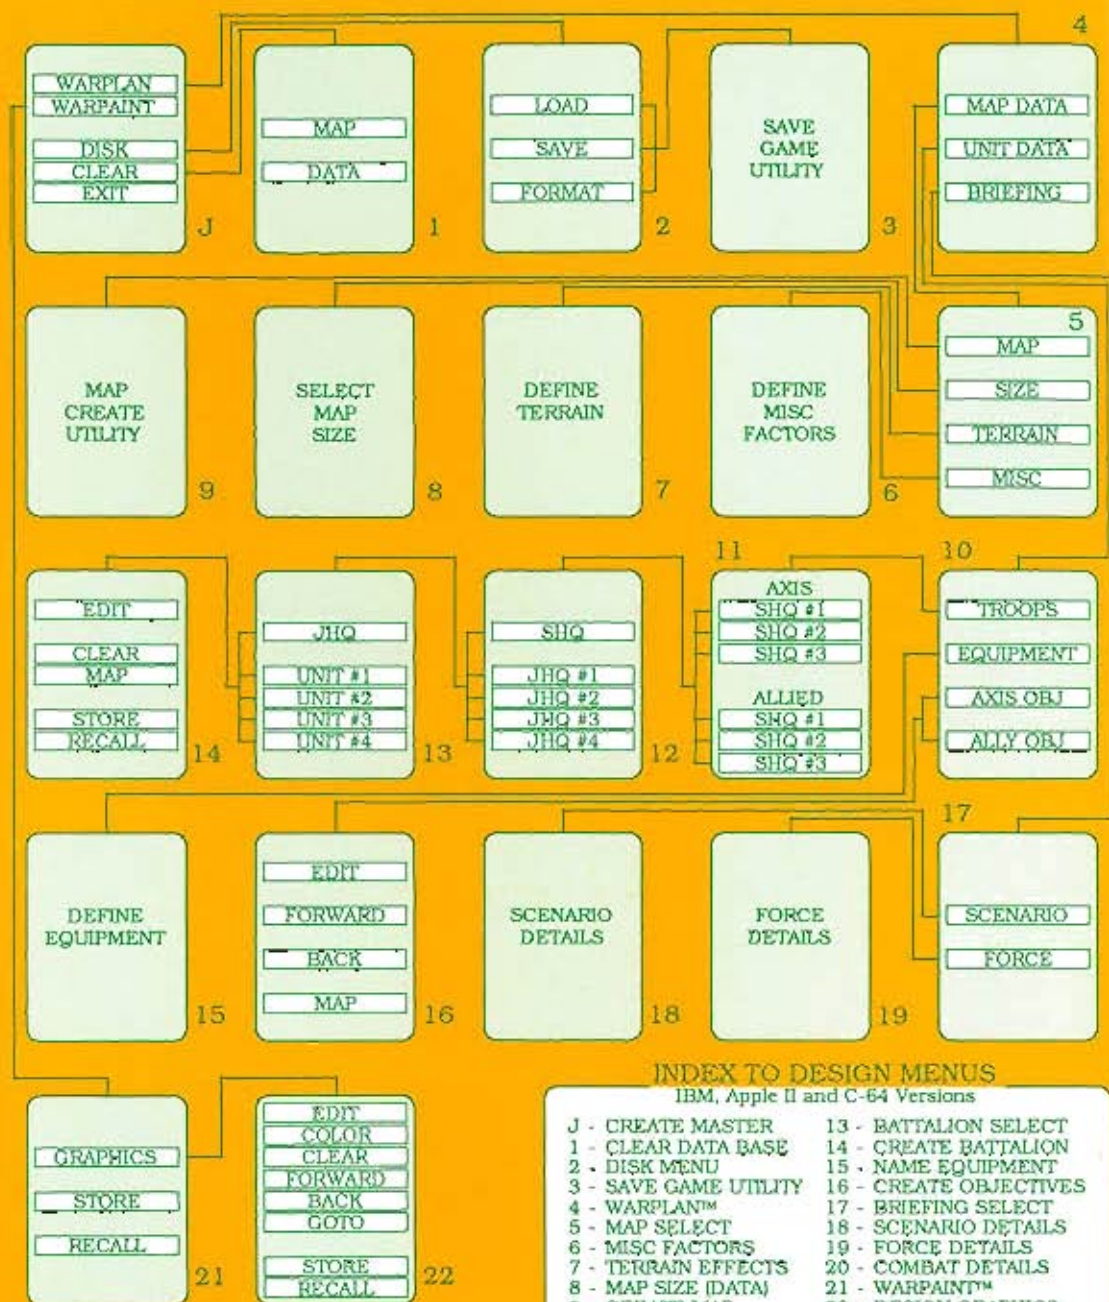 4
WARPLAN
WARPAINT
DISK
CLEAR
EXIT
J
MAP
DATA
1
LOAD
SAVE
FORMAT
2
SAVE
GAME
UTILITY
3
MAP DATA
UNIT DATA
BRIEFING
MAP
CREATE
UTILITY
9
SELECT
MAP
SIZE
8
DEFINE
TERRAIN
7
DEFINE
MISC
FACTORS
6
5
MAP
SIZE
TERRAIN
MISC
EDIT
CLEAR
MAP
STORE
RECALL
14
JHQ
UNIT #1
UNIT #2
UNIT #3
UNIT #4
13
SHQ
JHQ #1
JHQ #2
JHQ #3
JHQ #4
12
11
AXIS
SHQ #1
SHQ #2
SHQ #3
ALLIED
SHQ #1
SHQ #2
SHQ #3
10
TROOPS
EQUIPMENT
AXIS OBJ
ALLY OBJ
DEFINE
EQUIPMENT
15
EDIT
FORWARD
BACK
MAP
16
SCENARIO
DETAILS
18
FORCE
DETAILS
19
17
SCENARIO
FORCE
GRAPHICS
STORE
RECALL
21
EDIT
COLOR
CLEAR
FORWARD
BACK
GOTO
STORE
RECALL
22
INDEX TO DESIGN MENUS
IBM, Apple II and C-64 Versions
J - CREATE MASTER
1 - CLEAR DATA BASE
2 - DISK MENU
3 - SAVE GAME UTILITY
4 - WARPLAN™
5 - MAP SELECT
6 - MISC FACTORS
7 - TERRAIN EFFECTS
8 - MAP SIZE (DATA)
13 - BATTALION SELECT
14 - CREATE BATTALION
15 - NAME EQUIPMENT
16 - CREATE OBJECTIVES
17 - BRIEFING SELECT
18 - SCENARIO DETAILS
19 - FORCE DETAILS
20 - COMBAT DETAILS
21 - WARPAINT™